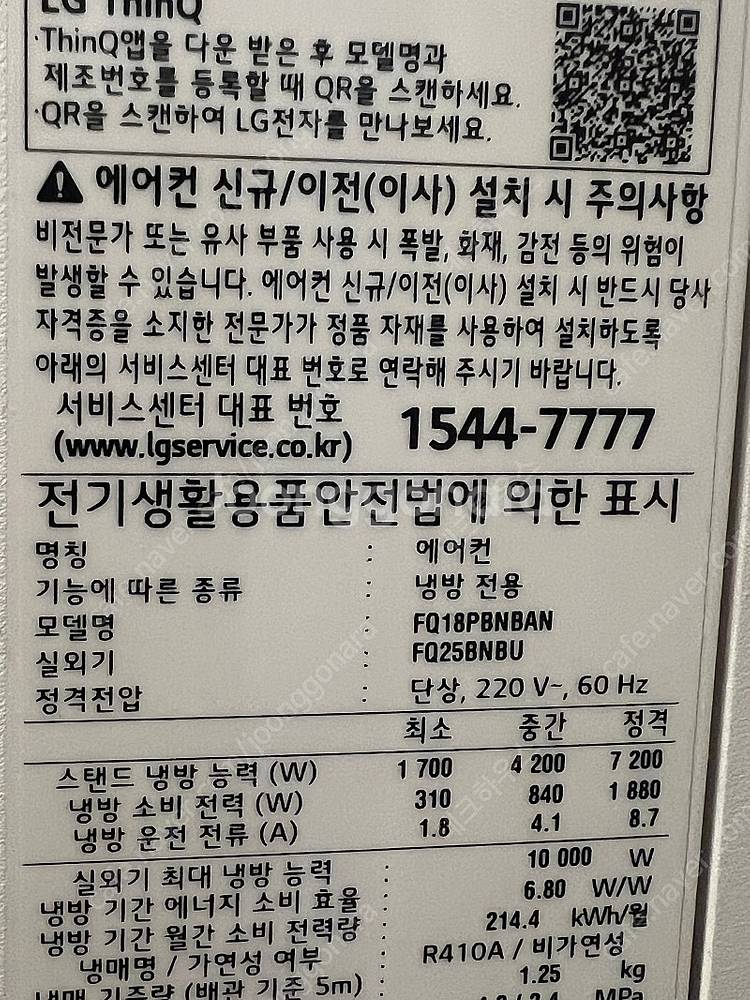 LG ThinQ
·ThinQ앱을 다운 받은 후 모델명과
제조번호를 등록할 때 QR을 스캔하세요.
·QR을 스캔하여 LG전자를 만나보세요.
에어컨 신규/이전(이사) 설치 시 주의사항
비전문가 또는 유사 부품 사용 시 폭발, 화재, 감전 등의 위험이
발생할 수 있습니다. 에어컨 신규/이전(이사) 설치 시 반드시 당사
자격증을 소지한 전문가가 정품 자재를 사용하여 설치하도록
아래의 서비스센터 대표 번호로 연락해 주시기 바랍니다.
서비스센터 대표 번호 1544-7777
(www.lgservice.co.kr)
전기생활용품안전법에 의한 표시
명칭 : 에어컨
기능에 따른 종류 : 냉방 전용
모델명 : FQ18PBNBAN
실외기 : FQ25BNBU
정격전압 : 단상, 220 V~, 60 Hz
최소 중간 정격
스탠드 냉방 능력 (W) 1 700 4 200 7 200
냉방 소비 전력 (W) 310 840 1 880
냉방 운전 전류 (A) 1.8 4.1 8.7
실외기 최대 냉방 능력 : 10 000 W
냉방 기간 에너지 소비 효율 : 6.80 W/W
냉방 기간 월간 소비 전력량 : 214.4 kWh/월
냉매명 / 가연성 여부 : R410A / 비가연성
냉매 기준량 (배관 기준 5m) : 1.25 kg
MPa